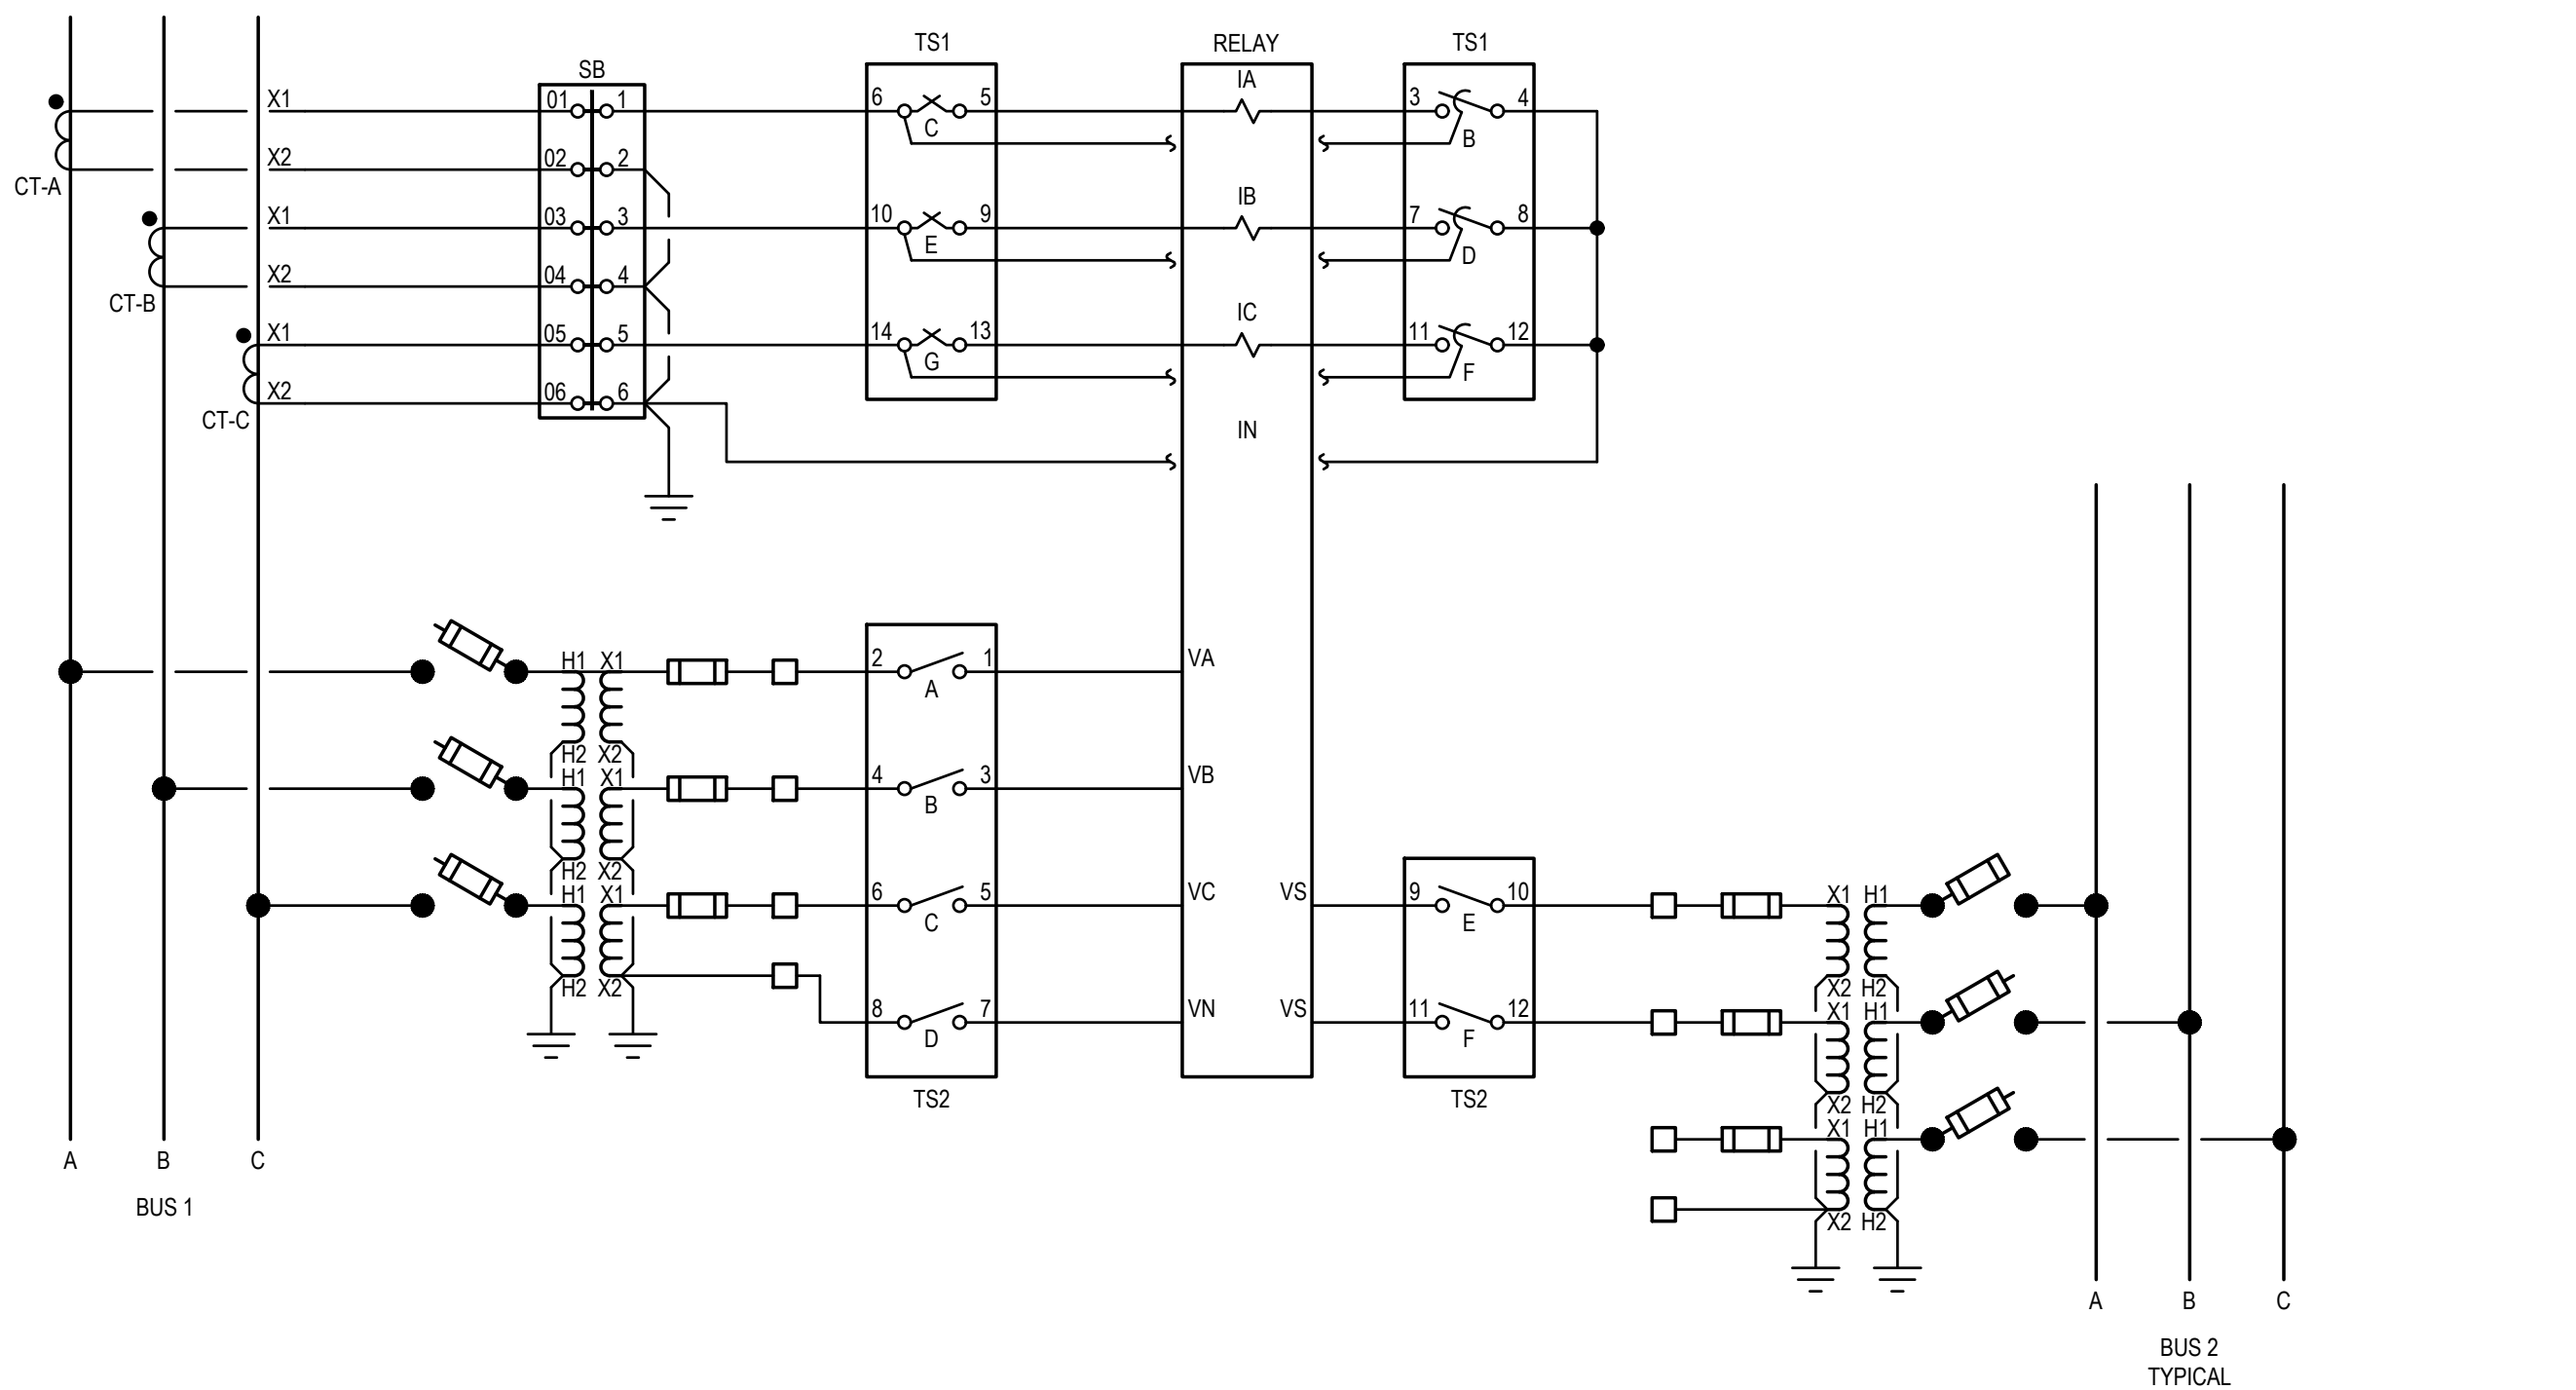 TS1 RELAY TS1
SB
IA
X1 01 1 6 5 3 4
C B
X2 02 2
CT-A
IB
X1 03 3 10 9 7 8
E D
X2 04 4
CT-B
IC
X1 05 5 14 13 11 12
G F
X2 06 6
CT-C
IN
H1 X1 2 1 VA
A
H2 X2
H1 X1 4 3 VB
B
H2 X2
H1 X1 6 5 VC VS 9 10 X1 H1
C E
H2 X2 X2 H2
8 7 VN VS 11 12 X1 H1
D F
TS2 TS2 X2 H2
X1 H1
A B C
BUS 1
X2 H2
A B C
BUS 2
TYPICAL